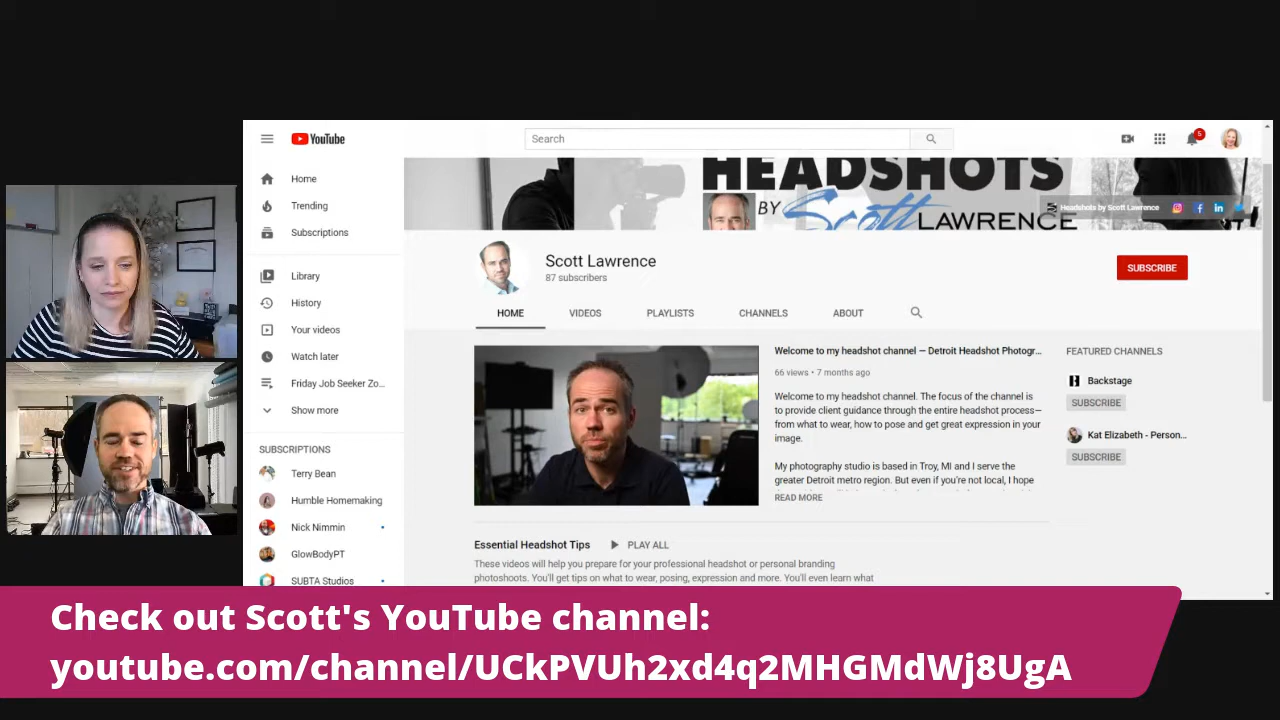 YouTube
Search
5
Home
Trending
Subscriptions
Library
History
Your videos
Watch later
Friday Job Seeker Zo...
Show more
SUBSCRIPTIONS
Terry Bean
Humble Homemaking
Nick Nimmin
GlowBodyPT
SUBTA Studios
HEADSHOTS
BY Scott LAWRENCE
Headshots by Scott Lawrence
Scott Lawrence
87 subscribers
SUBSCRIBE
HOME
VIDEOS
PLAYLISTS
CHANNELS
ABOUT
Welcome to my headshot channel — Detroit Headshot Photogr...
66 views • 7 months ago
Welcome to my headshot channel. The focus of the channel is
to provide client guidance through the entire headshot process—
from what to wear, how to pose and get great expression in your
image.
My photography studio is based in Troy, MI and I serve the
greater Detroit metro region. But even if you're not local, I hope
READ MORE
FEATURED CHANNELS
Backstage
SUBSCRIBE
Kat Elizabeth - Person...
SUBSCRIBE
Essential Headshot Tips
PLAY ALL
These videos will help you prepare for your professional headshot or personal branding
photoshoots. You'll get tips on what to wear, posing, expression and more. You'll even learn what
Check out Scott's YouTube channel:
youtube.com/channel/UCkPVUh2xd4q2MHGMdWj8UgA